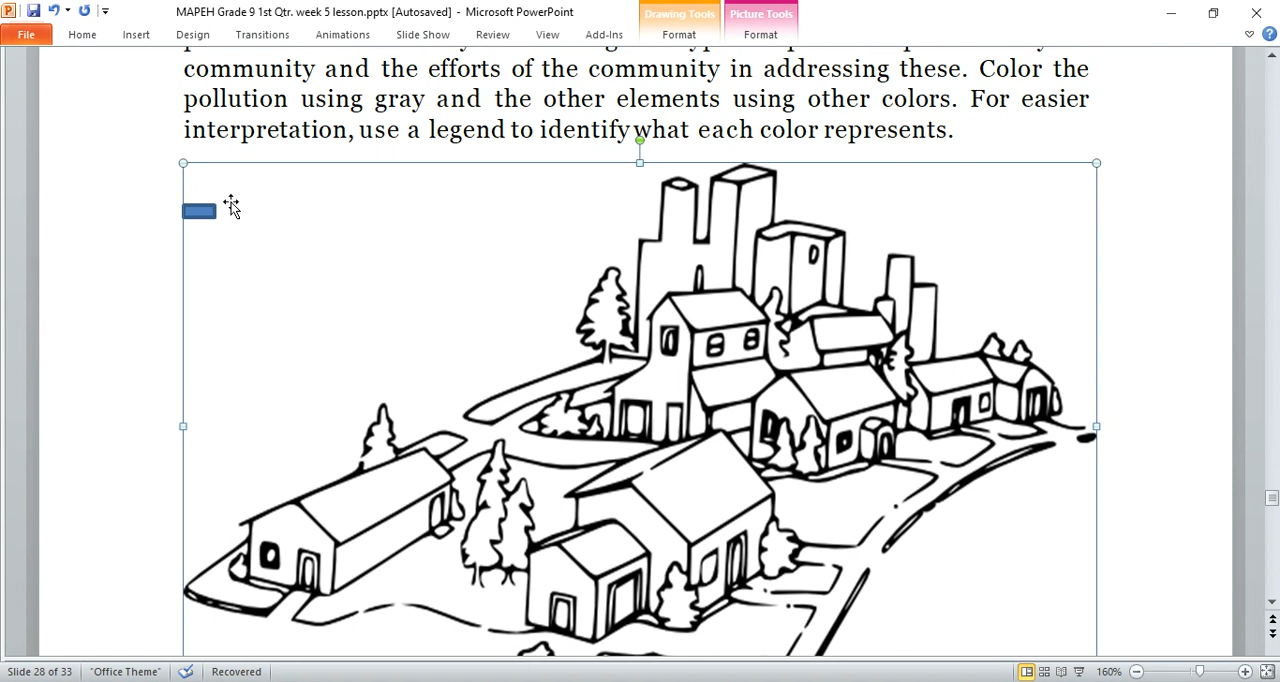 MAPEH Grade 9 1st Qtr. week 5 lesson.pptx [Autosaved] - Microsoft PowerPoint
Drawing Tools
Picture Tools
File
Home
Insert
Design
Transitions
Animations
Slide Show
Review
View
Add-Ins
Format
Format
community and the efforts of the community in addressing these. Color the
pollution using gray and the other elements using other colors. For easier
interpretation, use a legend to identify what each color represents.
Slide 28 of 33
"Office Theme"
Recovered
160%